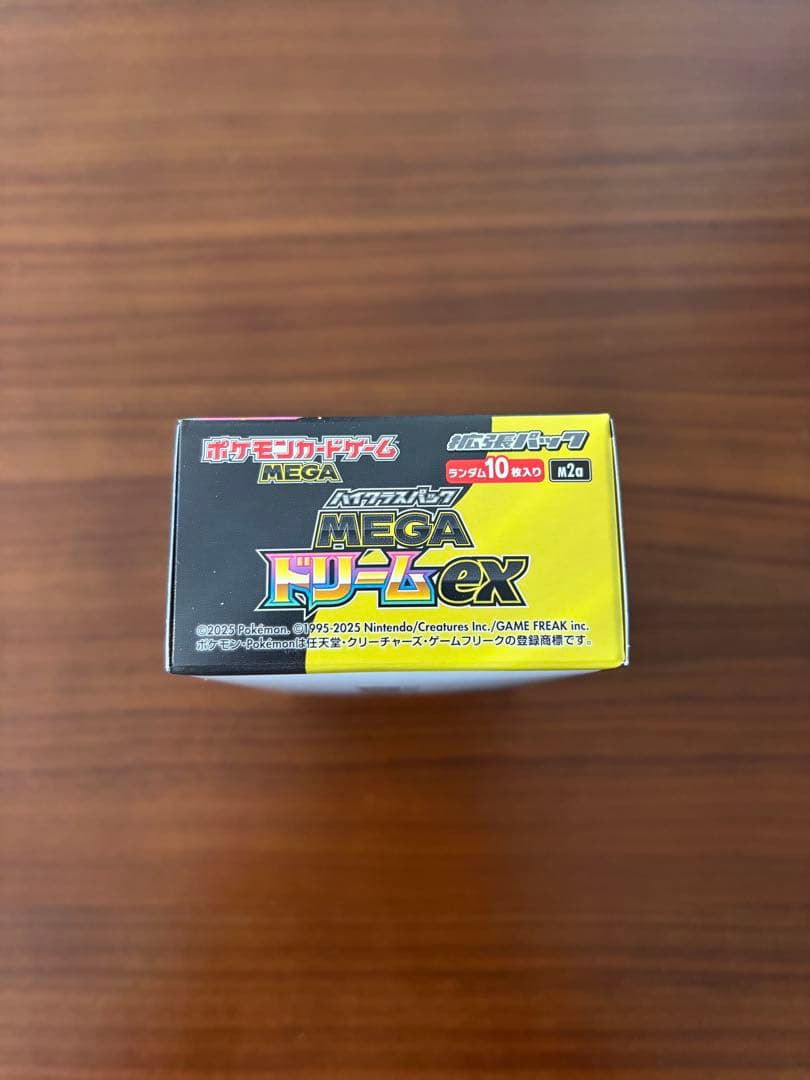 ポケモンカードゲーム
MEGA
拡張パック
ランダム10枚入り M2a
ハイクラスパック
MEGA
ドリームex
©2025 Pokémon. ©1995-2025 Nintendo/Creatures Inc./GAME FREAK inc.
ポケモン・Pokémonは任天堂・クリーチャーズ・ゲームフリークの登録商標です。